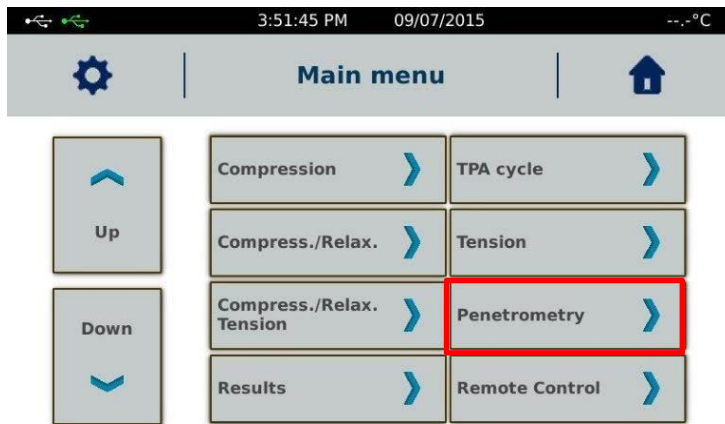 3:51:45 PM 09/07/2015 --.-°C
Main menu
Up
Down
Compression
TPA cycle
Compress./Relax.
Tension
Compress./Relax.
Tension
Penetrometry
Results
Remote Control